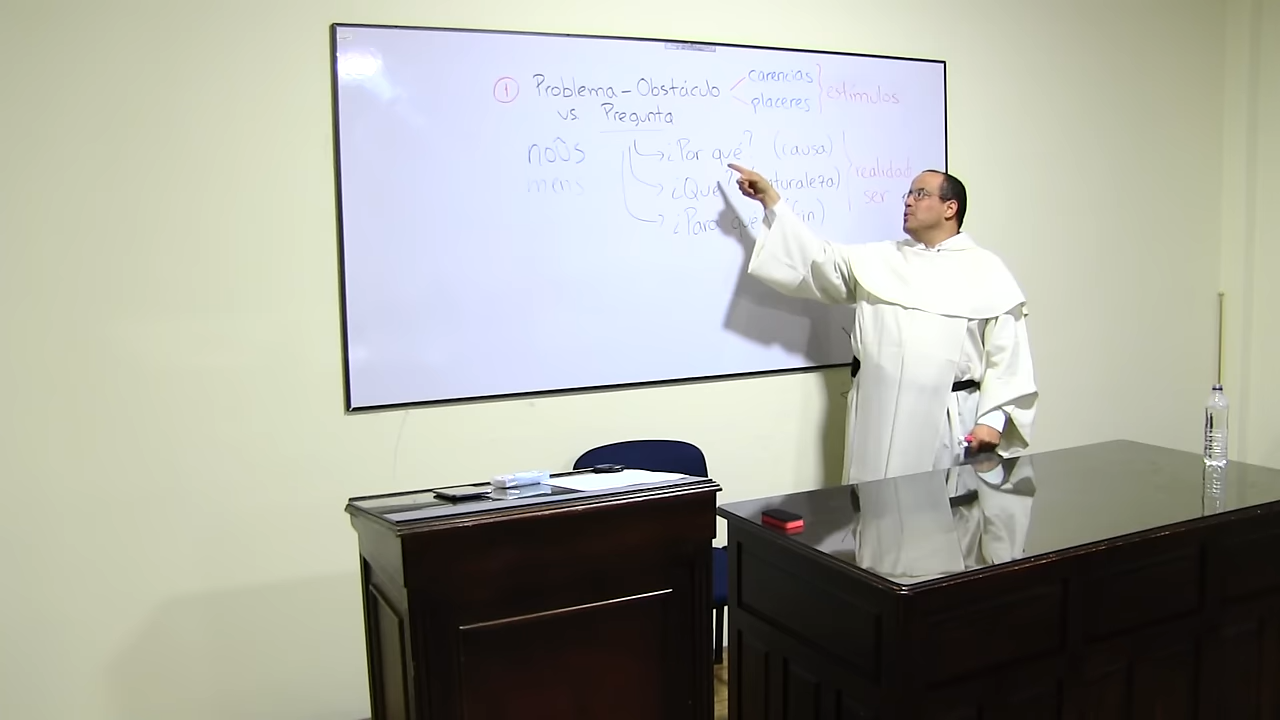 ① Problema - Obstáculo
carencias
placeres
estímulos
vs. Pregunta
noûs
mens
¿Por qué? (causa)
¿Qué? naturaleza)
¿Para qué (fin)
realidad
ser